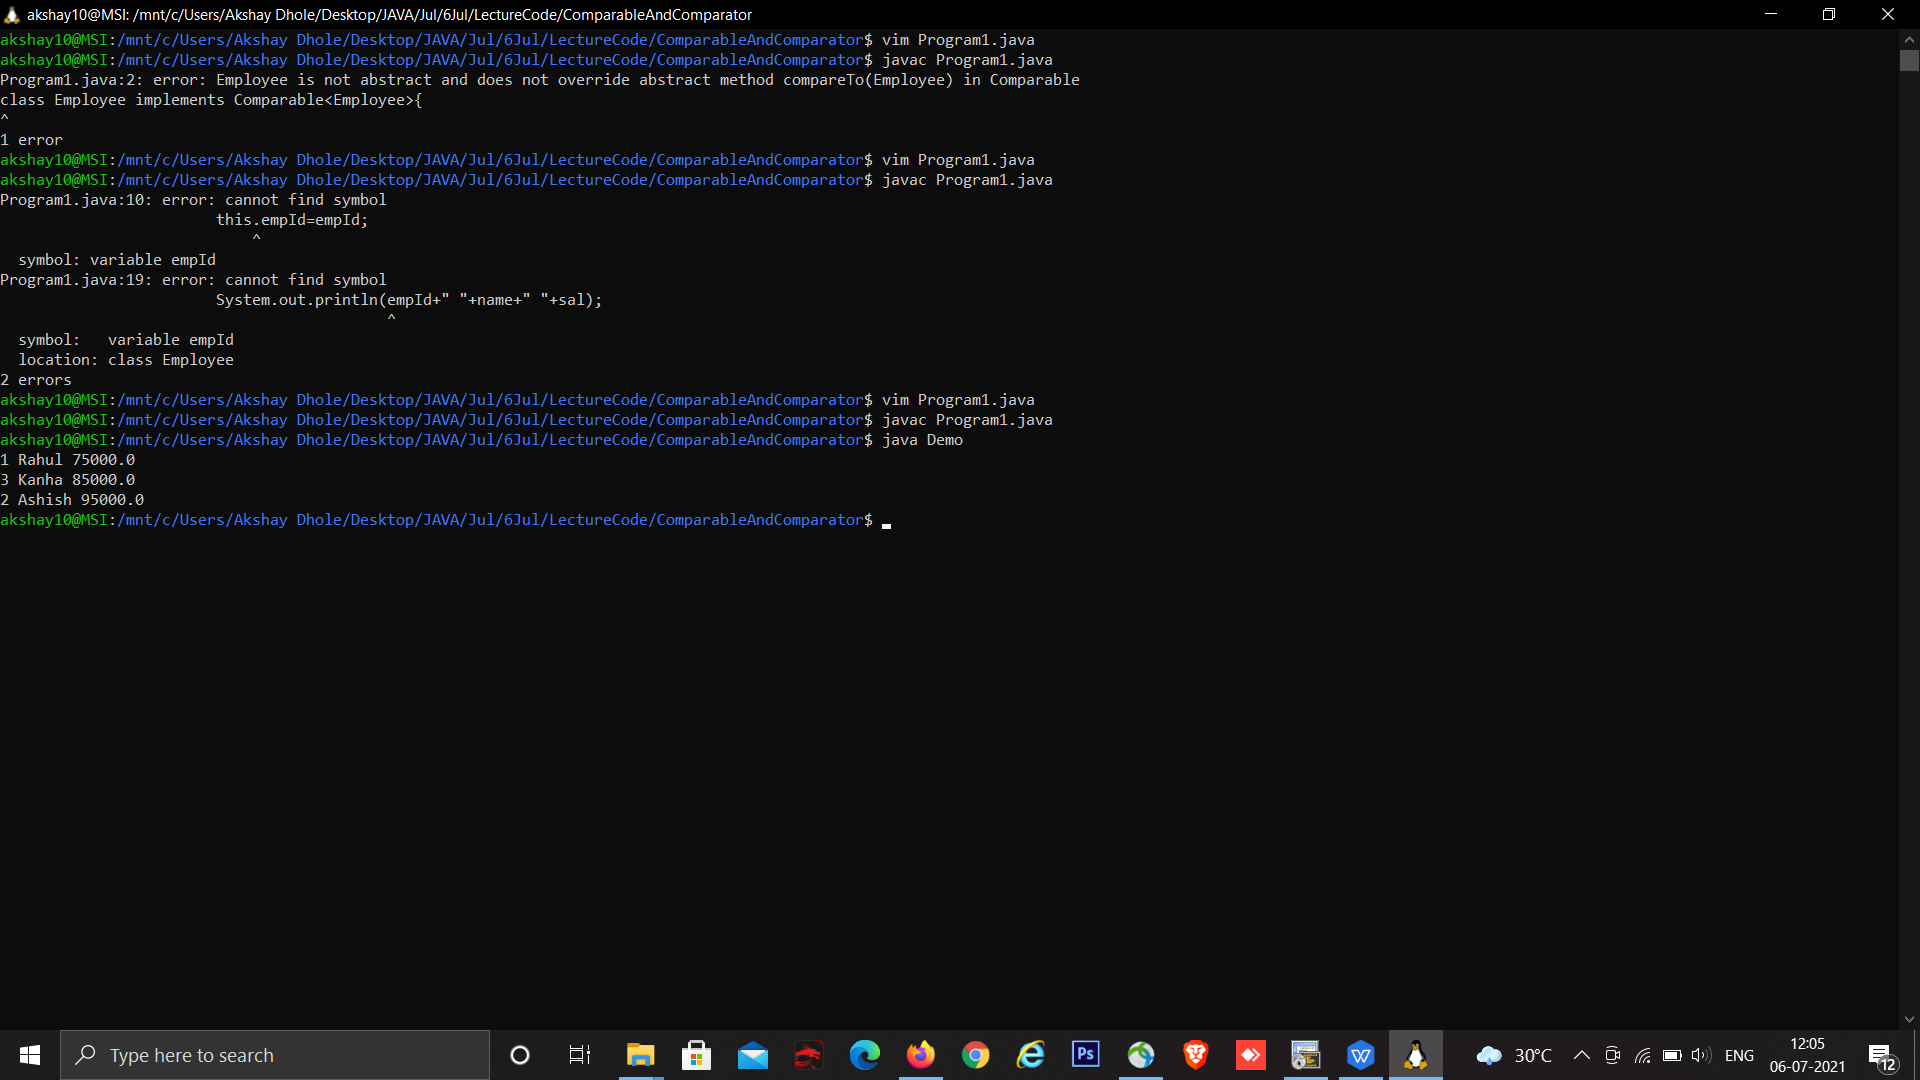 akshay10@MSI: /mnt/c/Users/Akshay Dhole/Desktop/JAVA/Jul/6Jul/LectureCode/ComparableAndComparator
akshay10@MSI:/mnt/c/Users/Akshay Dhole/Desktop/JAVA/Jul/6Jul/LectureCode/ComparableAndComparator$ vim Program1.java
akshay10@MSI:/mnt/c/Users/Akshay Dhole/Desktop/JAVA/Jul/6Jul/LectureCode/ComparableAndComparator$ javac Program1.java
Program1.java:2: error: Employee is not abstract and does not override abstract method compareTo(Employee) in Comparable
class Employee implements Comparable<Employee>{
^
1 error
akshay10@MSI:/mnt/c/Users/Akshay Dhole/Desktop/JAVA/Jul/6Jul/LectureCode/ComparableAndComparator$ vim Program1.java
akshay10@MSI:/mnt/c/Users/Akshay Dhole/Desktop/JAVA/Jul/6Jul/LectureCode/ComparableAndComparator$ javac Program1.java
Program1.java:10: error: cannot find symbol
                        this.empId=empId;
                            ^
  symbol: variable empId
Program1.java:19: error: cannot find symbol
                        System.out.println(empId+" "+name+" "+sal);
                                           ^
  symbol:   variable empId
  location: class Employee
2 errors
akshay10@MSI:/mnt/c/Users/Akshay Dhole/Desktop/JAVA/Jul/6Jul/LectureCode/ComparableAndComparator$ vim Program1.java
akshay10@MSI:/mnt/c/Users/Akshay Dhole/Desktop/JAVA/Jul/6Jul/LectureCode/ComparableAndComparator$ javac Program1.java
akshay10@MSI:/mnt/c/Users/Akshay Dhole/Desktop/JAVA/Jul/6Jul/LectureCode/ComparableAndComparator$ java Demo
1 Rahul 75000.0
3 Kanha 85000.0
2 Ashish 95000.0
akshay10@MSI:/mnt/c/Users/Akshay Dhole/Desktop/JAVA/Jul/6Jul/LectureCode/ComparableAndComparator$
Type here to search
Ps
W
30°C
ENG
12:05
06-07-2021
12